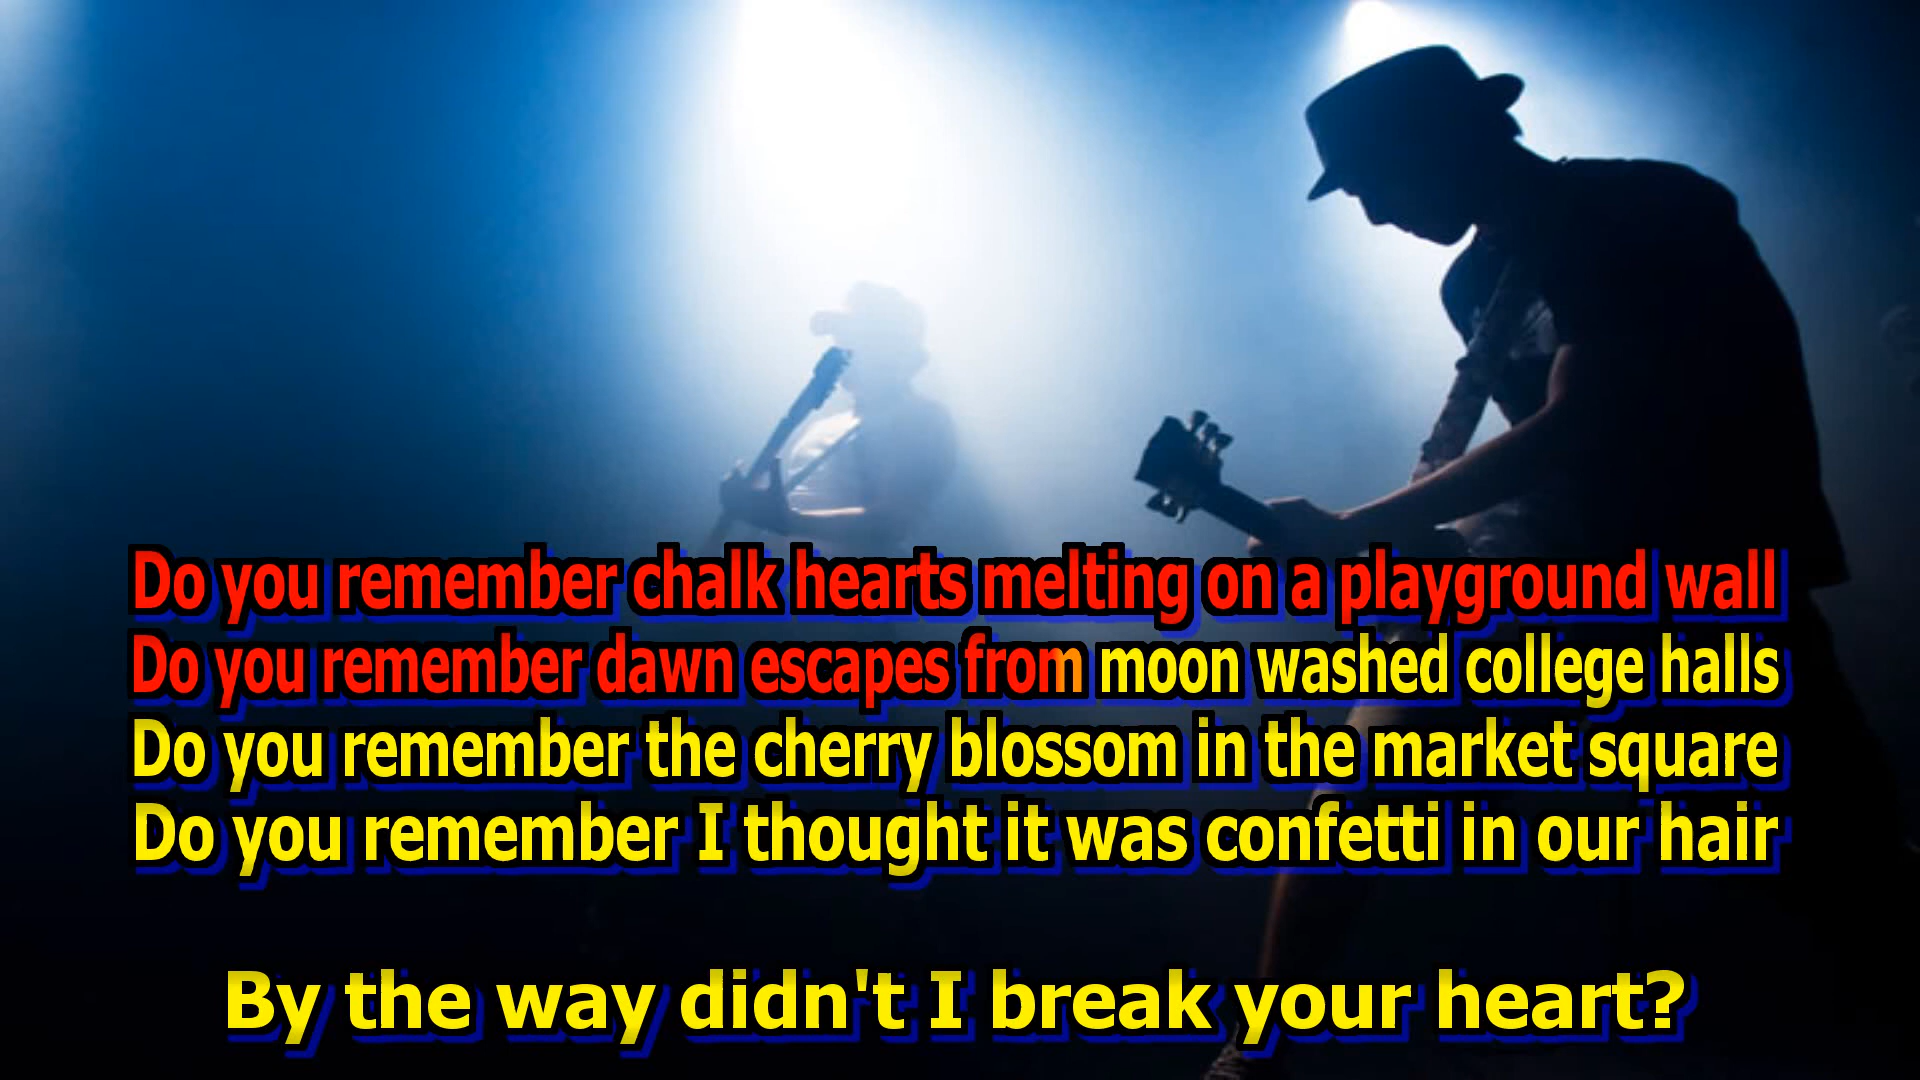 Do you remember chalk hearts melting on a playground wall
Do you remember dawn escapes from moon washed college halls
Do you remember the cherry blossom in the market square
Do you remember I thought it was confetti in our hair
By the way didn't I break your heart?